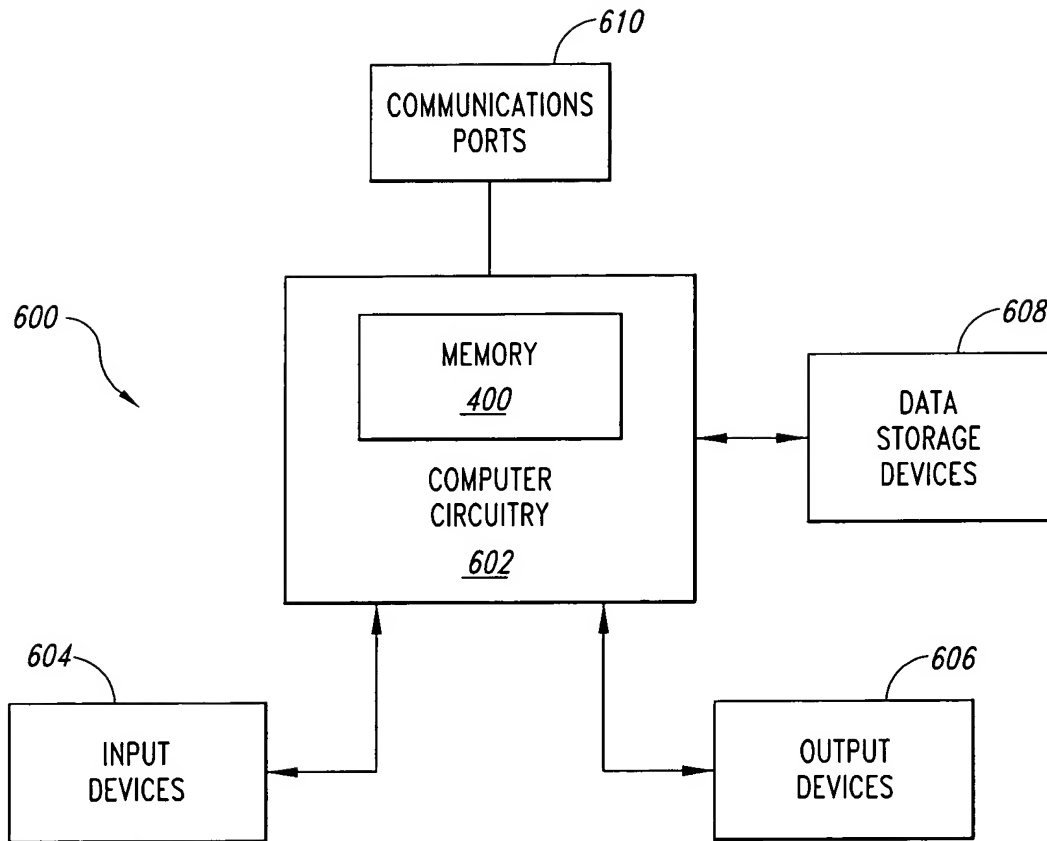 610
COMMUNICATIONS
PORTS
600
MEMORY
400
608
DATA
STORAGE
DEVICES
COMPUTER
CIRCUITRY
602
604
INPUT
DEVICES
606
OUTPUT
DEVICES